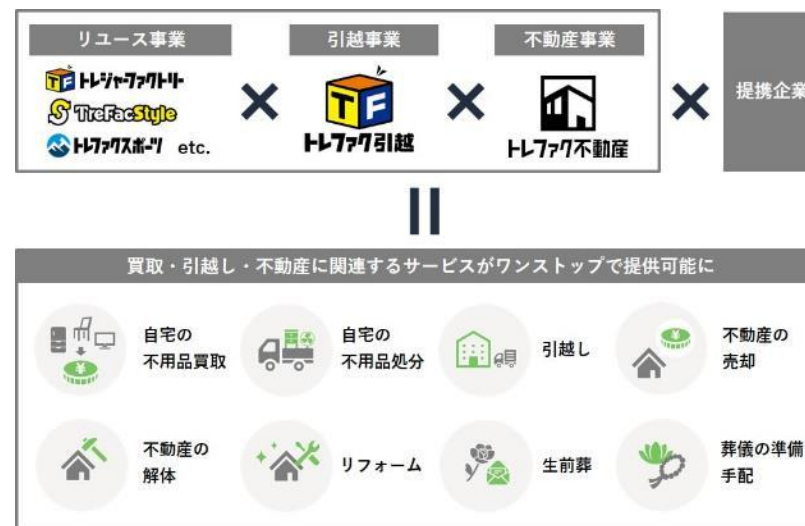 リユース事業
引越事業
不動産事業
提携企業
TF トレジャーファクトリー
TreFacStyle
トレファクスポーツ etc.
TF
トレファク引越
トレファク不動産
買取・引越し・不動産に関連するサービスがワンストップで提供可能に
自宅の
不用品買取
自宅の
不用品処分
引越し
不動産の
売却
不動産の
解体
リフォーム
生前葬
葬儀の準備
手配